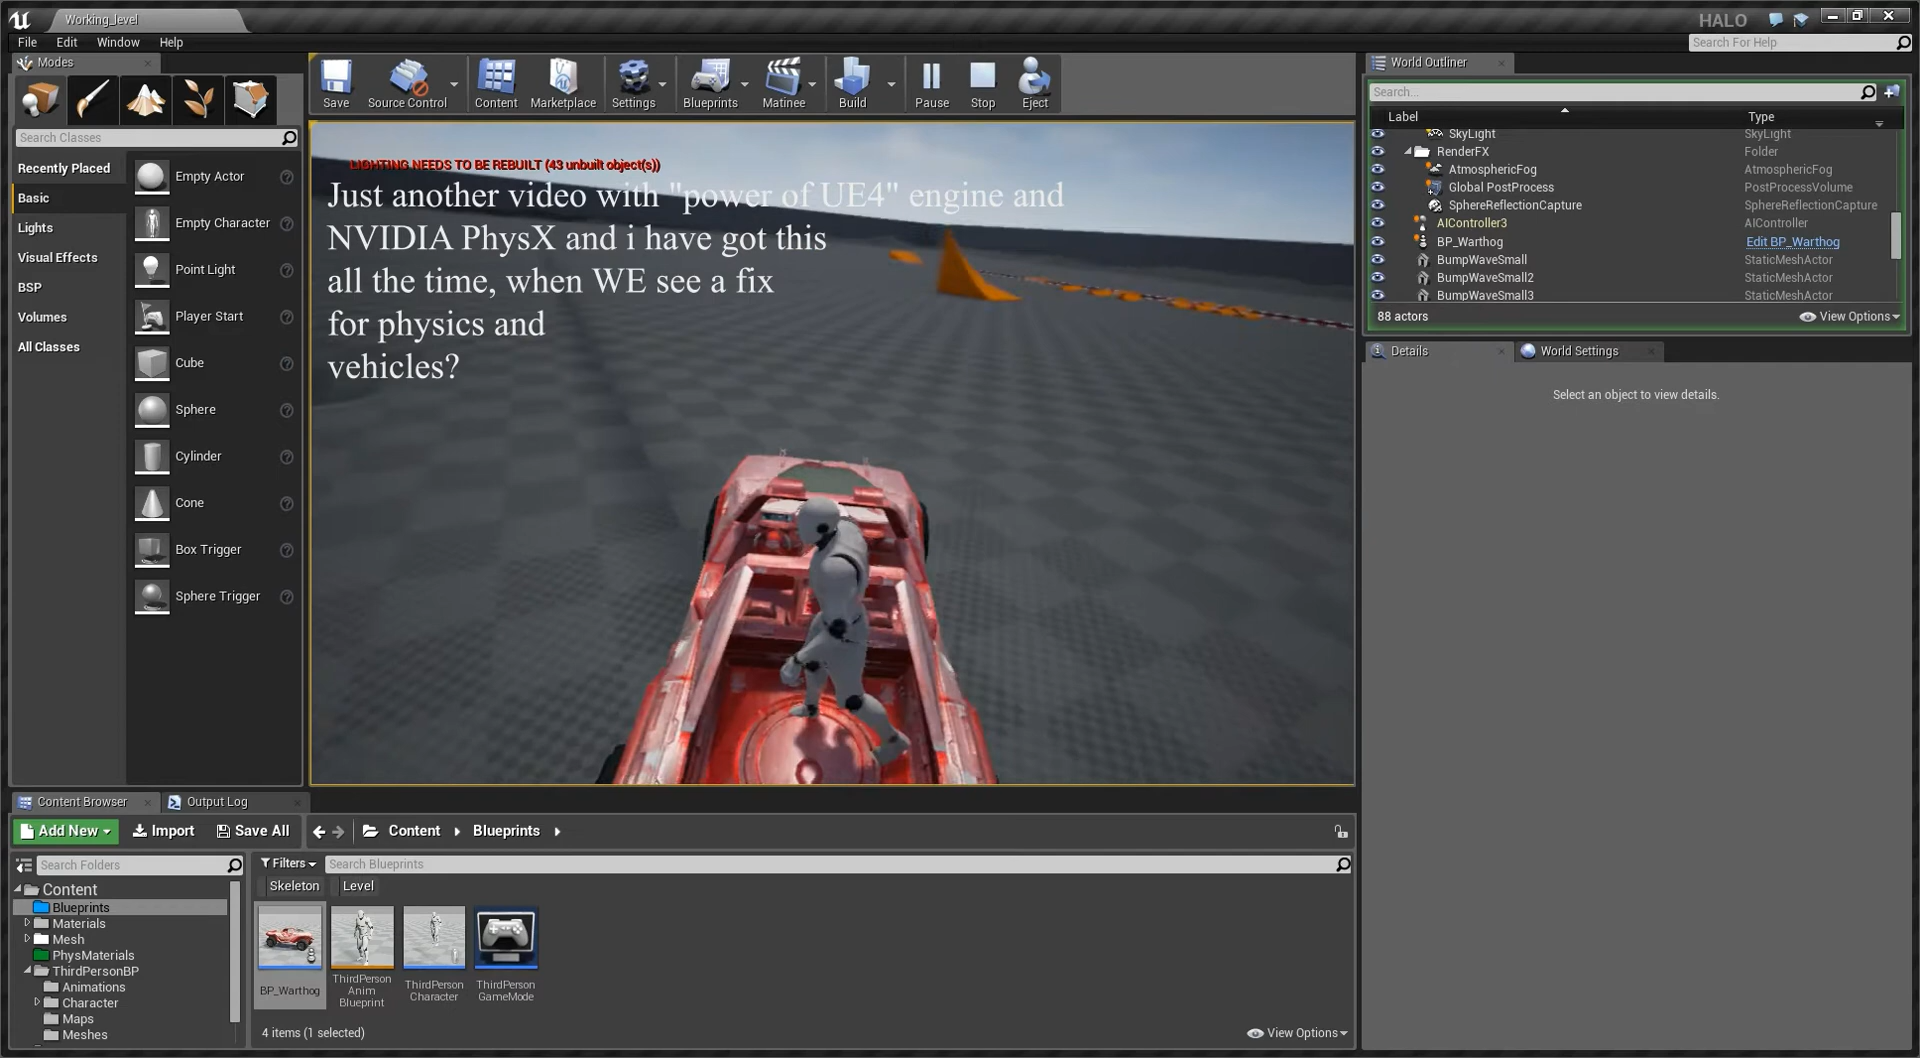 Working_level
HALO
File Edit Window Help
Search For Help
Modes
Search Classes
Recently Placed
Basic
Lights
Visual Effects
BSP
Volumes
All Classes
Empty Actor
Empty Character
Point Light
Player Start
Cube
Sphere
Cylinder
Cone
Box Trigger
Sphere Trigger
Save Source Control Content Marketplace Settings Blueprints Matinee Build Pause Stop Eject
LIGHTING NEEDS TO BE REBUILT (43 unbuilt object(s))
Just another video with "power of UE4" engine and
NVIDIA PhysX and i have got this
all the time, when WE see a fix
for physics and
vehicles?
World Outliner
Search...
Label Type
SkyLight SkyLight
RenderFX Folder
AtmosphericFog AtmosphericFog
Global PostProcess PostProcessVolume
SphereReflectionCapture SphereReflectionCapture
AIController3 AIController
BP_Warthog Edit BP_Warthog
BumpWaveSmall StaticMeshActor
BumpWaveSmall2 StaticMeshActor
BumpWaveSmall3 StaticMeshActor
88 actors View Options
Details World Settings
Select an object to view details.
Content Browser Output Log
Add New Import Save All Content Blueprints
Search Folders
Content
Blueprints
Materials
Mesh
PhysMaterials
ThirdPersonBP
Animations
Character
Maps
Meshes
Filters Search Blueprints
Skeleton Level
BP_Warthog
ThirdPerson
Anim
Blueprint
ThirdPerson
Character
ThirdPerson
GameMode
4 items (1 selected) View Options